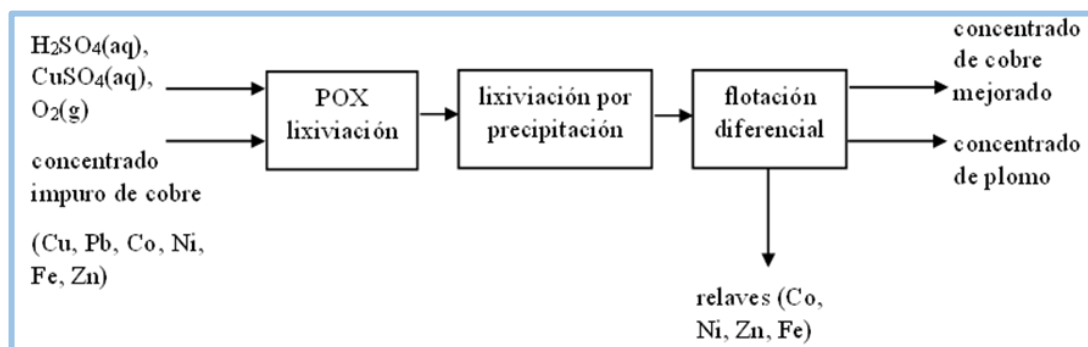 H2SO4(aq),
CuSO4(aq),
O2(g)
concentrado
impuro de cobre
(Cu, Pb, Co, Ni,
Fe, Zn)
POX
lixiviación
lixiviación por
precipitación
flotación
diferencial
concentrado
de cobre
mejorado
concentrado
de plomo
relaves (Co,
Ni, Zn, Fe)